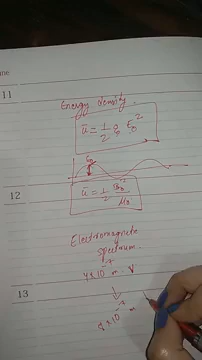 11
Energy density
ū = 1/2 ε₀ E₀²
E₀
12
ū = 1/2 B₀²/μ₀
Electromagnetic
spectrum
4×10⁻⁷ m V
13
m